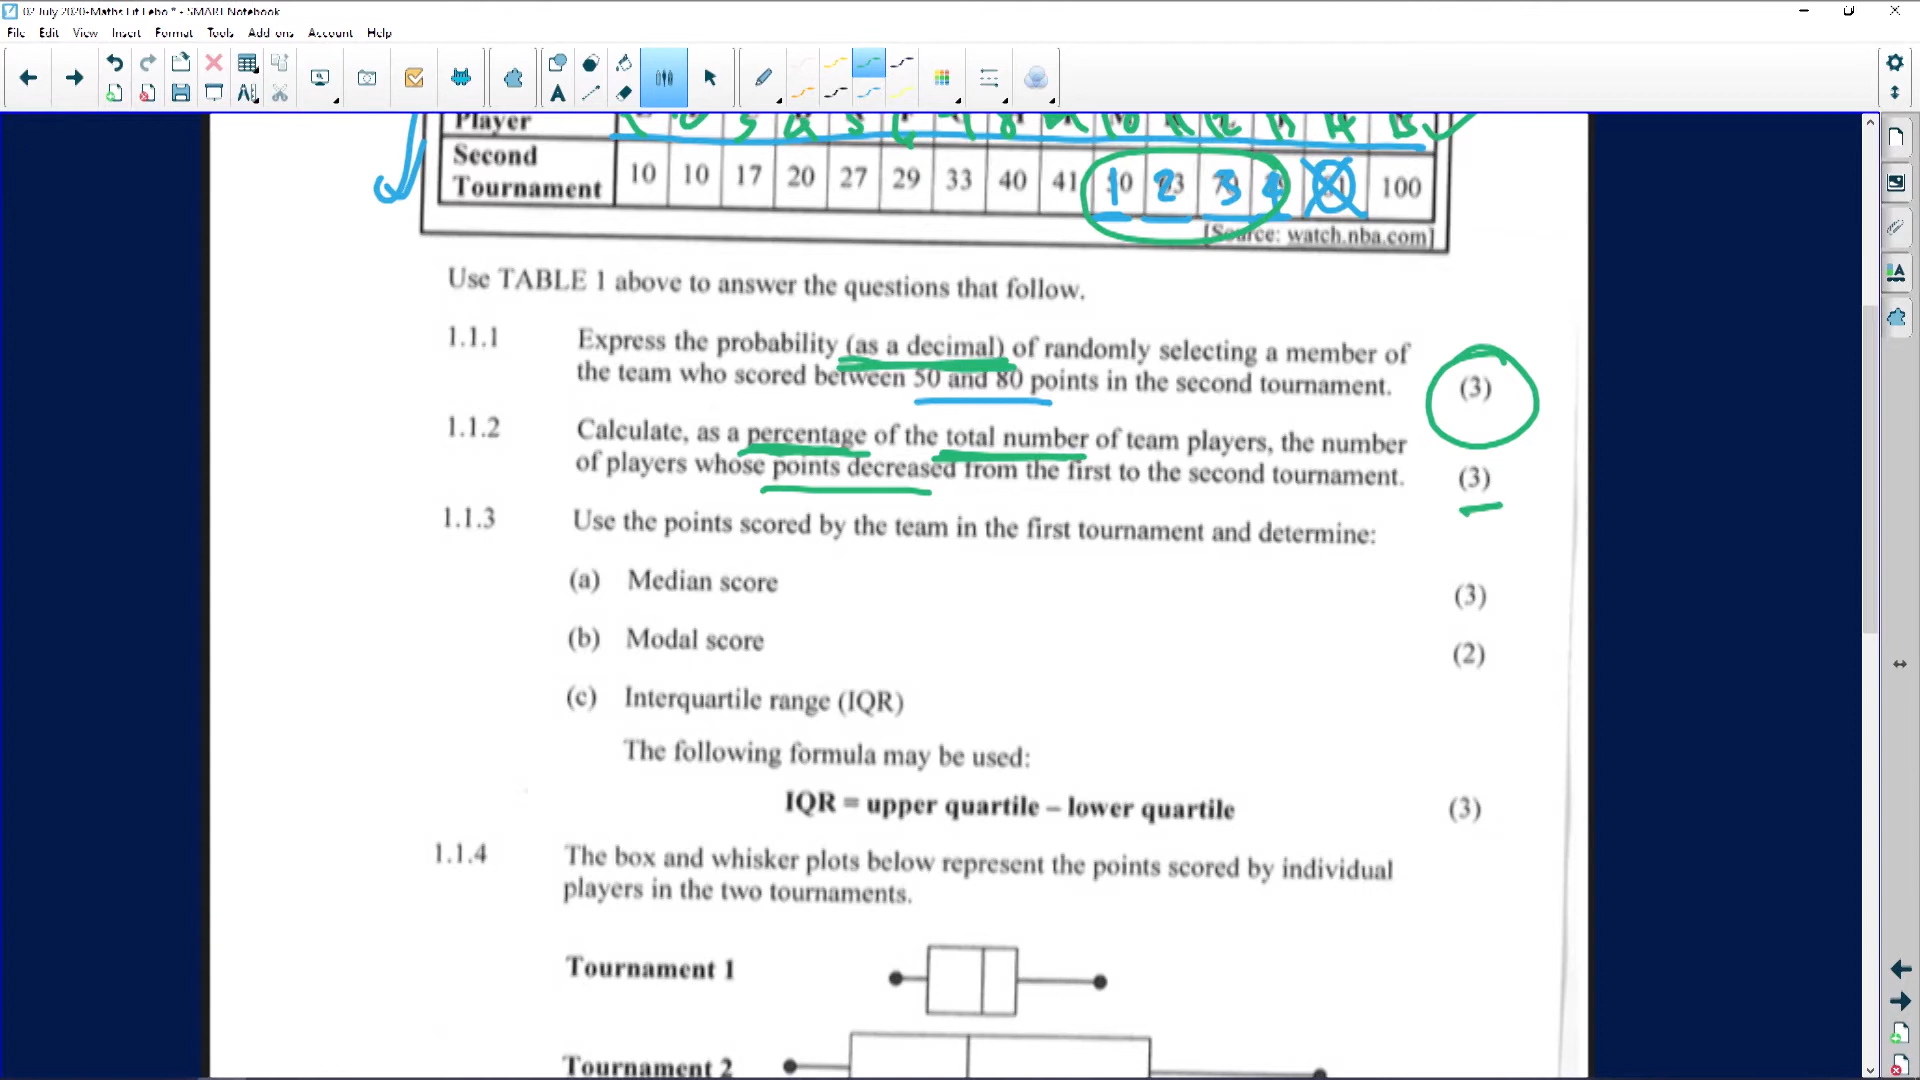 02 July 2020-Maths Lit Lebo * - SMART Notebook
File Edit View Insert Format Tools Add-ons Account Help
Player
Second
Tournament 10 10 17 20 27 29 33 40 41 100
[Source: watch.nba.com]
Use TABLE 1 above to answer the questions that follow.
1.1.1 Express the probability (as a decimal) of randomly selecting a member of
the team who scored between 50 and 80 points in the second tournament. (3)
1.1.2 Calculate, as a percentage of the total number of team players, the number
of players whose points decreased from the first to the second tournament. (3)
1.1.3 Use the points scored by the team in the first tournament and determine:
(a) Median score (3)
(b) Modal score (2)
(c) Interquartile range (IQR)
The following formula may be used:
IQR = upper quartile – lower quartile (3)
1.1.4 The box and whisker plots below represent the points scored by individual
players in the two tournaments.
Tournament 1
Tournament 2